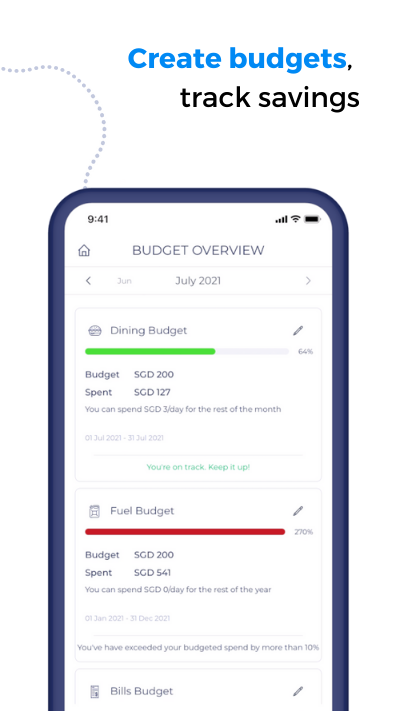 Create budgets,
track savings
9:41
BUDGET OVERVIEW
Jun July 2021
Dining Budget
64%
Budget SGD 200
Spent SGD 127
You can spend SGD 3/day for the rest of the month
01 Jul 2021 - 31 Jul 2021
You're on track. Keep it up!
Fuel Budget
270%
Budget SGD 200
Spent SGD 541
You can spend SGD 0/day for the rest of the year
01 Jan 2021 - 31 Dec 2021
You've have exceeded your budgeted spend by more than 10%
Bills Budget